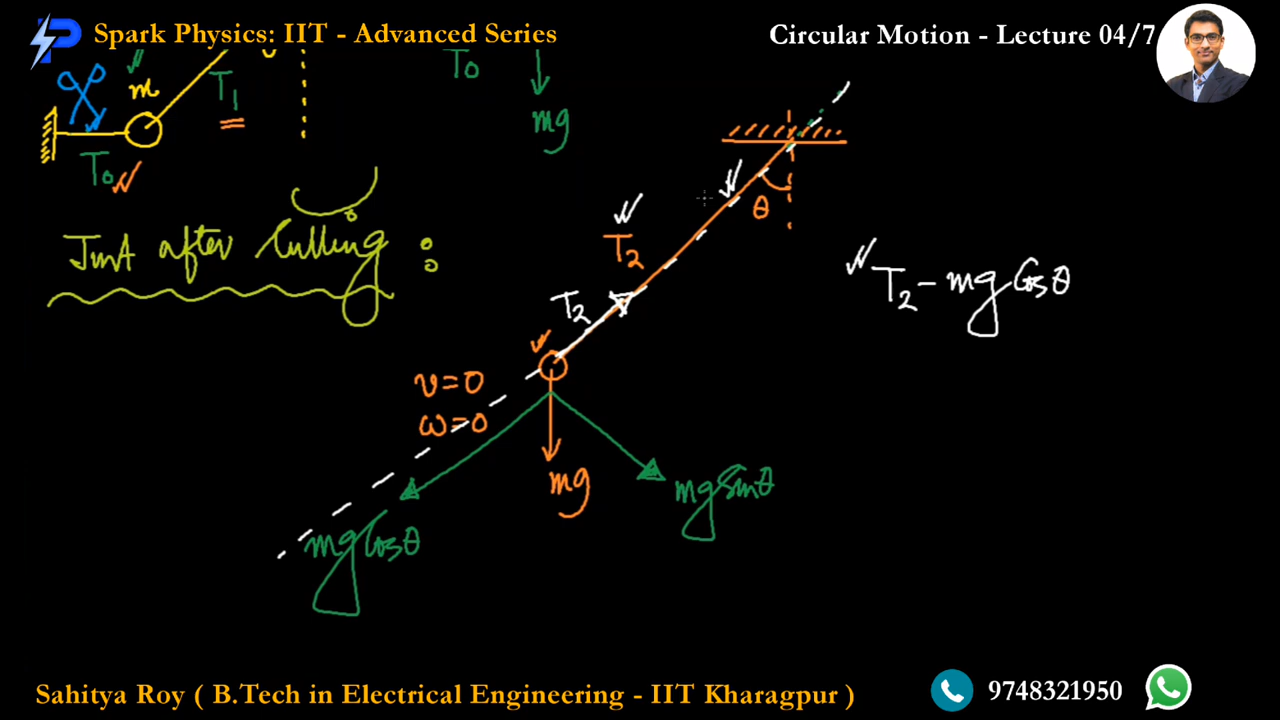 Spark Physics: IIT - Advanced Series
Circular Motion - Lecture 04/7
m
T₁
T₀
T₀
mg
Just after Cutting :
θ
T₂
T₂
T₂ - mg Cosθ
v=0
ω=0
mg
mg Sinθ
mg Cosθ
Sahitya Roy ( B.Tech in Electrical Engineering - IIT Kharagpur )
9748321950